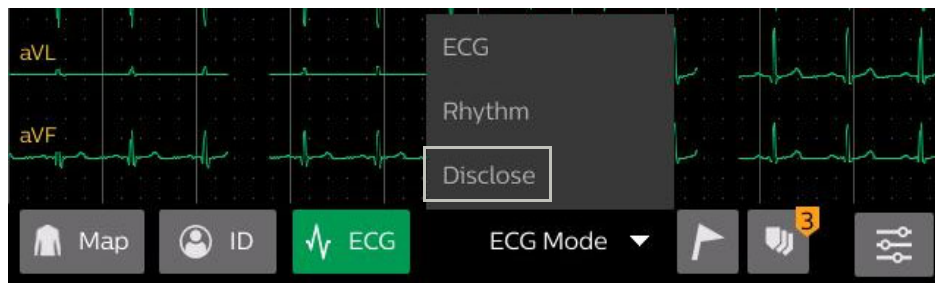 aVL
aVF
ECG
Rhythm
Disclose
Map
ID
ECG
ECG Mode
3